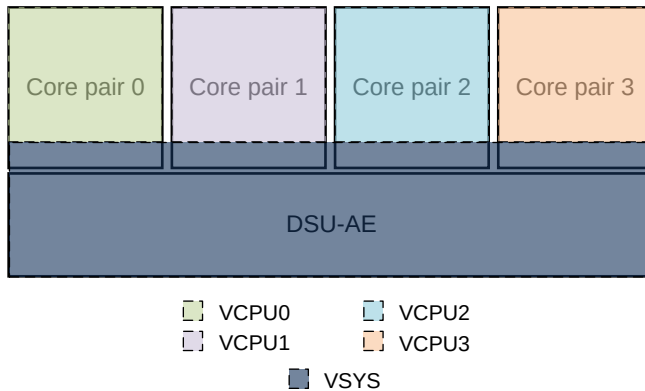 Core pair 0 Core pair 1 Core pair 2 Core pair 3
DSU-AE
VCPU0 VCPU2
VCPU1 VCPU3
VSYS